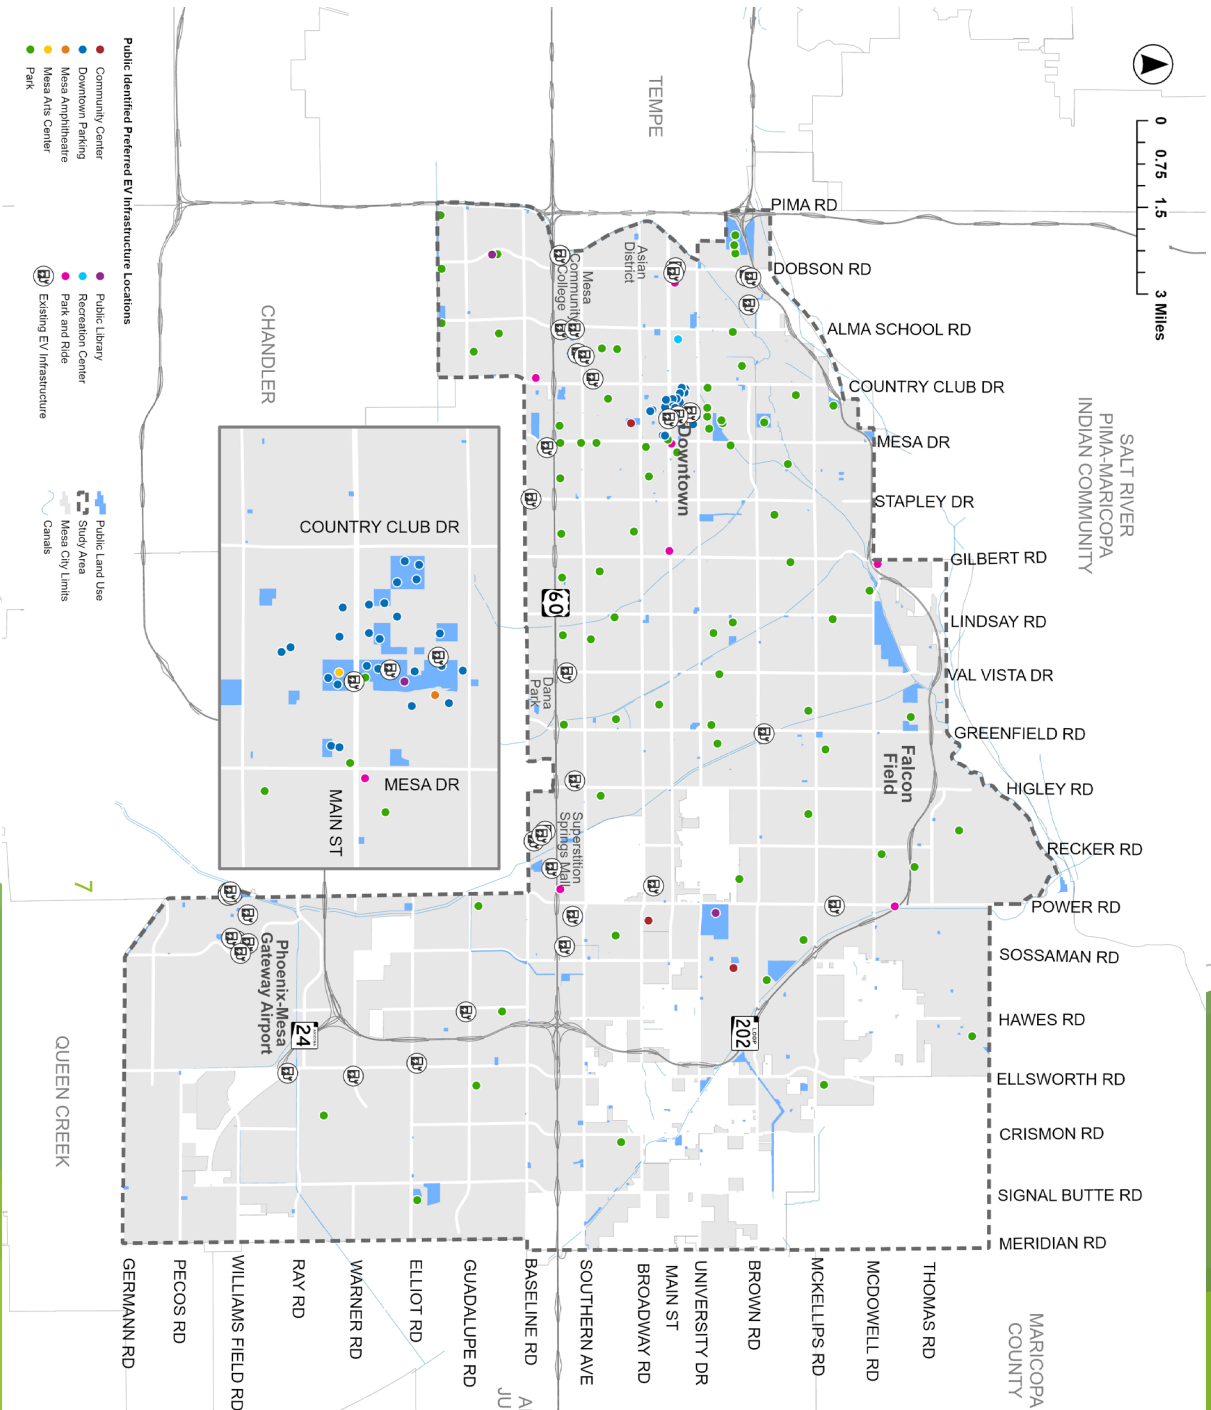 0 0.75 1.5 3 Miles
SALT RIVER
PIMA-MARICOPA
INDIAN COMMUNITY
MARICOPA
COUNTY
TEMPE
CHANDLER
QUEEN CREEK
PIMA RD
DOBSON RD
ALMA SCHOOL RD
COUNTRY CLUB DR
MESA DR
STAPLEY DR
GILBERT RD
LINDSAY RD
VAL VISTA DR
GREENFIELD RD
HIGLEY RD
RECKER RD
POWER RD
SOSSAMAN RD
HAWES RD
ELLSWORTH RD
CRISMON RD
SIGNAL BUTTE RD
MERIDIAN RD
THOMAS RD
MCDOWELL RD
MCKELLIPS RD
BROWN RD
UNIVERSITY DR
MAIN ST
BROADWAY RD
SOUTHERN AVE
BASELINE RD
GUADALUPE RD
ELLIOT RD
WARNER RD
RAY RD
WILLIAMS FIELD RD
PECOS RD
GERMANN RD
Asian
District
Mesa
Community
College
Downtown
Dana
Park
Falcon
Field
Superstition
Springs Mall
Phoenix-Mesa
Gateway Airport
60
LOOP
202
24
COUNTRY CLUB DR
MESA DR
MAIN ST
Public Identified Preferred EV Infrastructure Locations
Community Center
Downtown Parking
Mesa Amphitheatre
Mesa Arts Center
Park
Public Library
Recreation Center
Park and Ride
Existing EV Infrastructure
Public Land Use
Study Area
Mesa City Limits
Canals
7